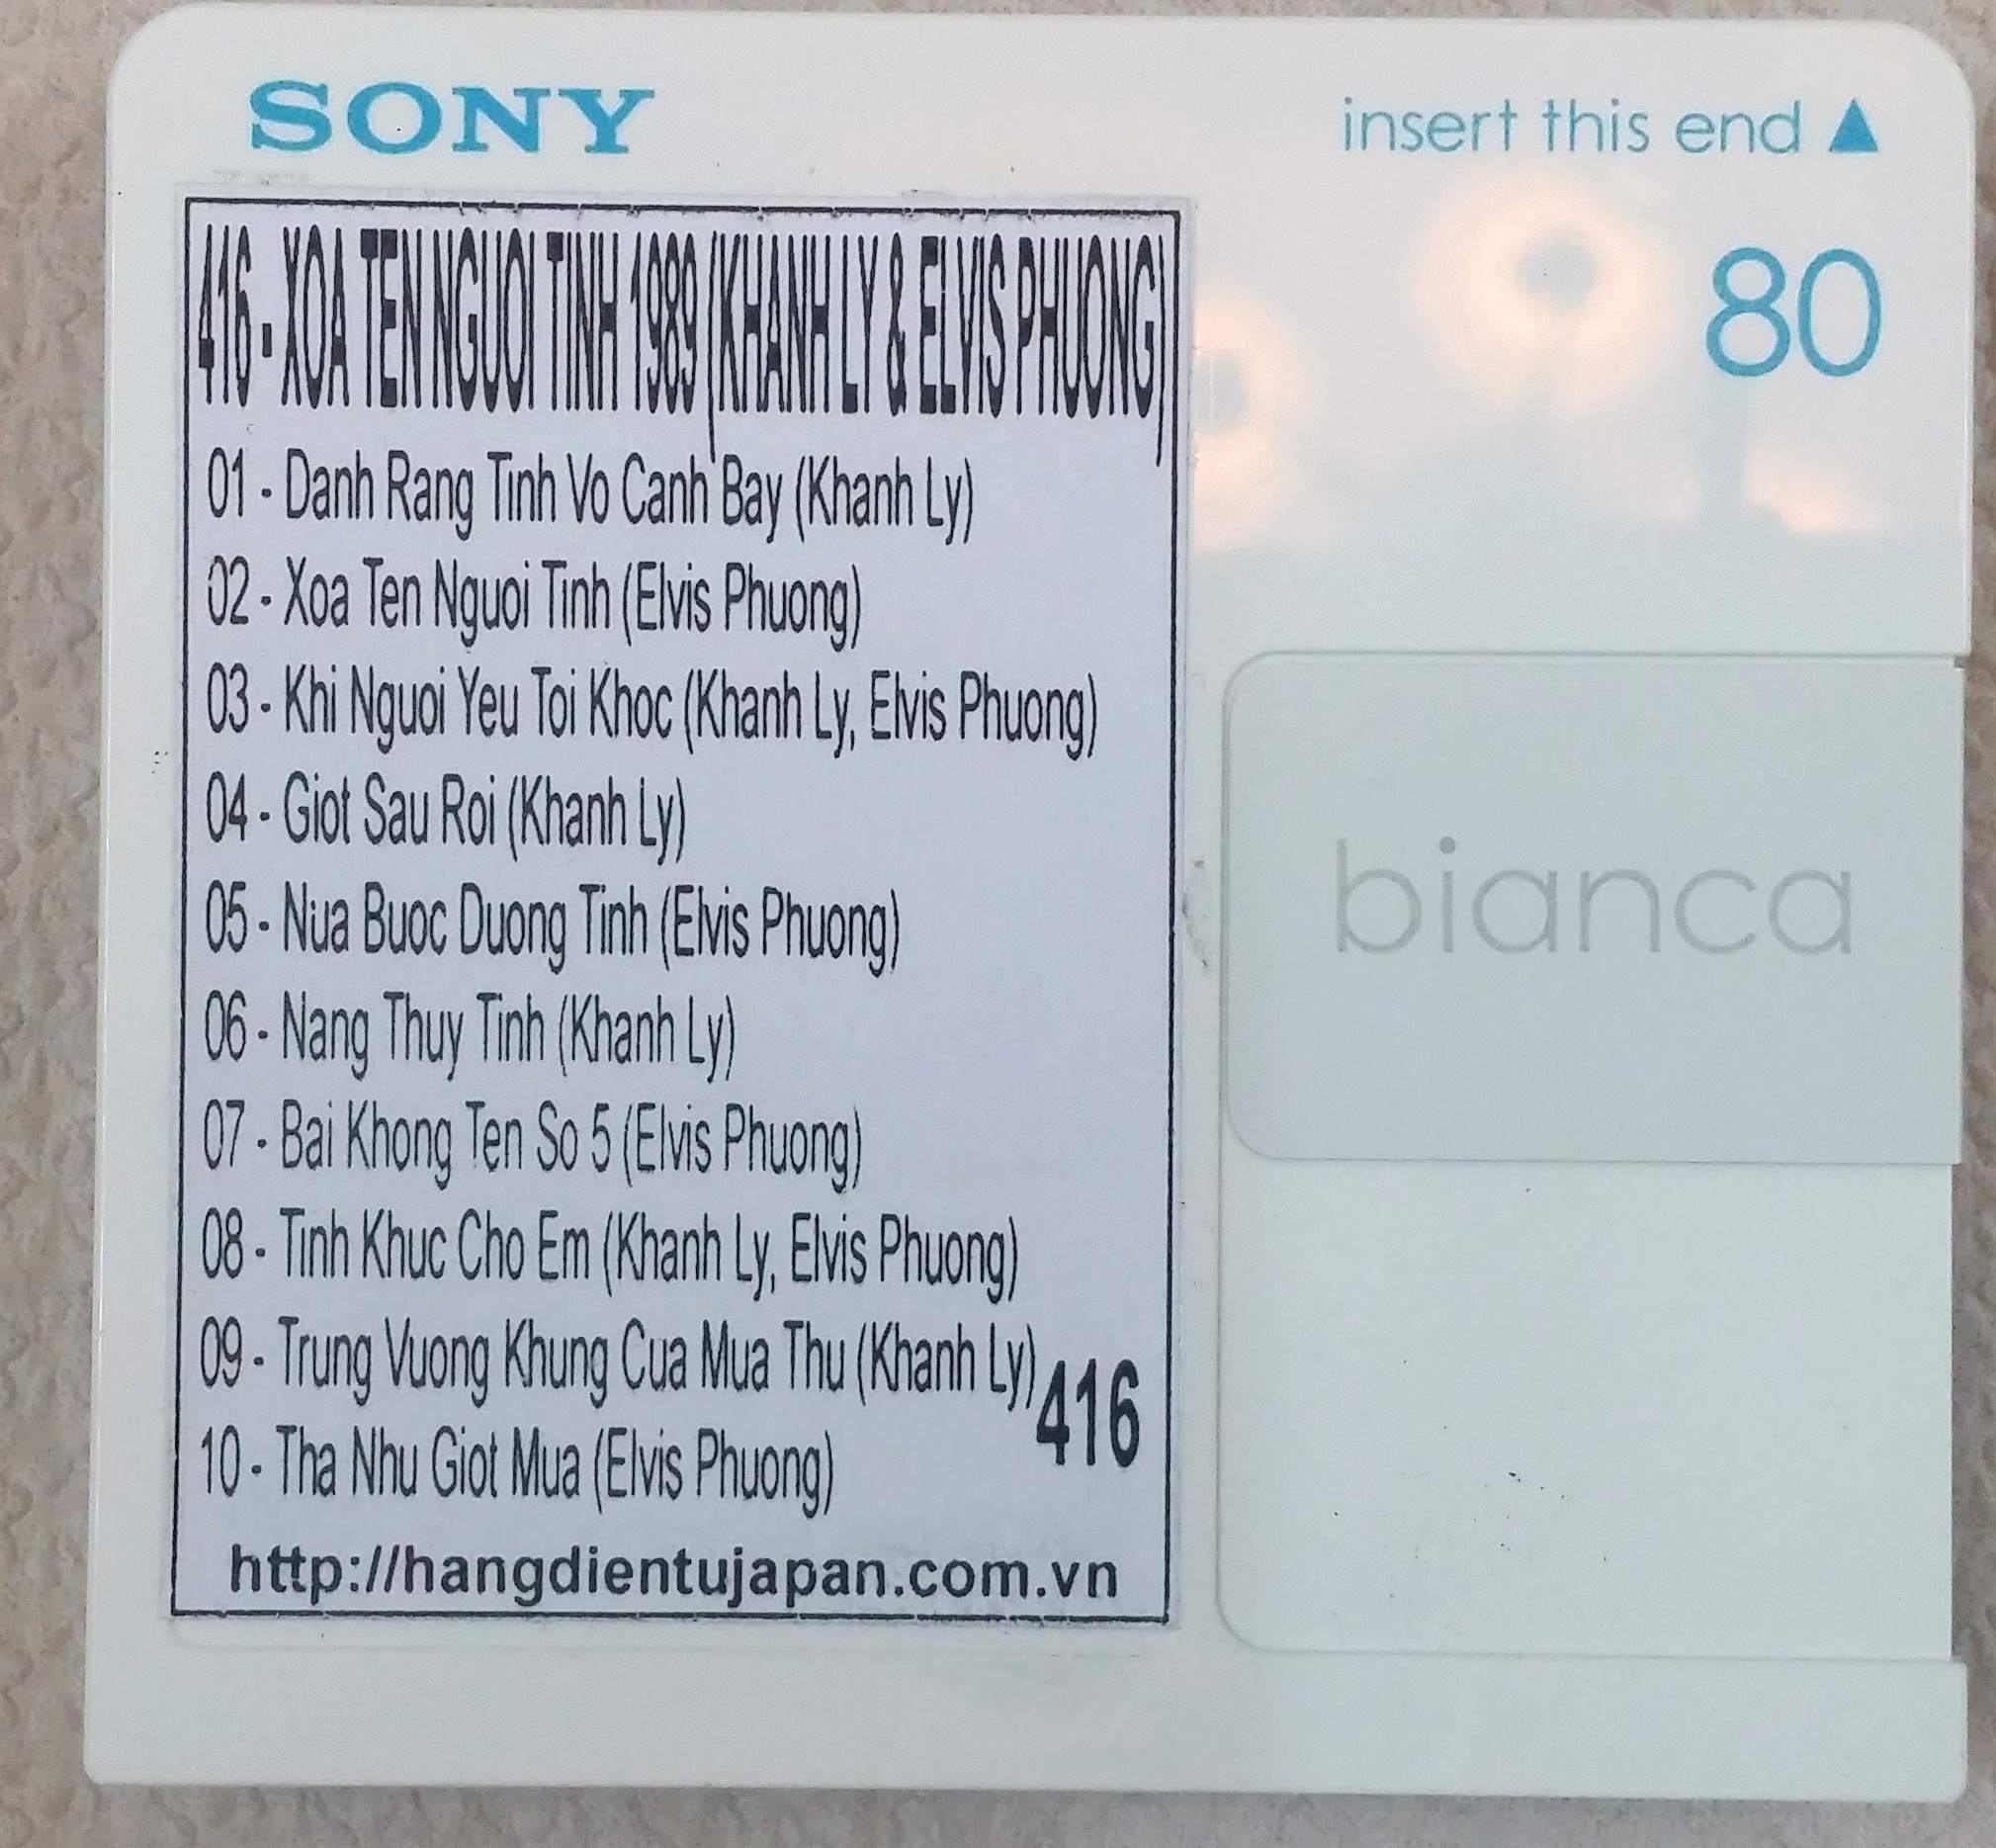 SONY
insert this end ▲
80
416 - XOA TEN NGUOI TINH 1989 (KHANH LY & ELVIS PHUONG)
01 - Danh Rang Tinh Vo Canh Bay (Khanh Ly)
02 - Xoa Ten Nguoi Tinh (Elvis Phuong)
03 - Khi Nguoi Yeu Toi Khoc (Khanh Ly, Elvis Phuong)
04 - Giot Sau Roi (Khanh Ly)
05 - Nua Buoc Duong Tinh (Elvis Phuong)
06 - Nang Thuy Tinh (Khanh Ly)
07 - Bai Khong Ten So 5 (Elvis Phuong)
08 - Tinh Khuc Cho Em (Khanh Ly, Elvis Phuong)
09 - Trung Vuong Khung Cua Mua Thu (Khanh Ly)
10 - Tha Nhu Giot Mua (Elvis Phuong)
416
http://hangdientujapan.com.vn
bianca